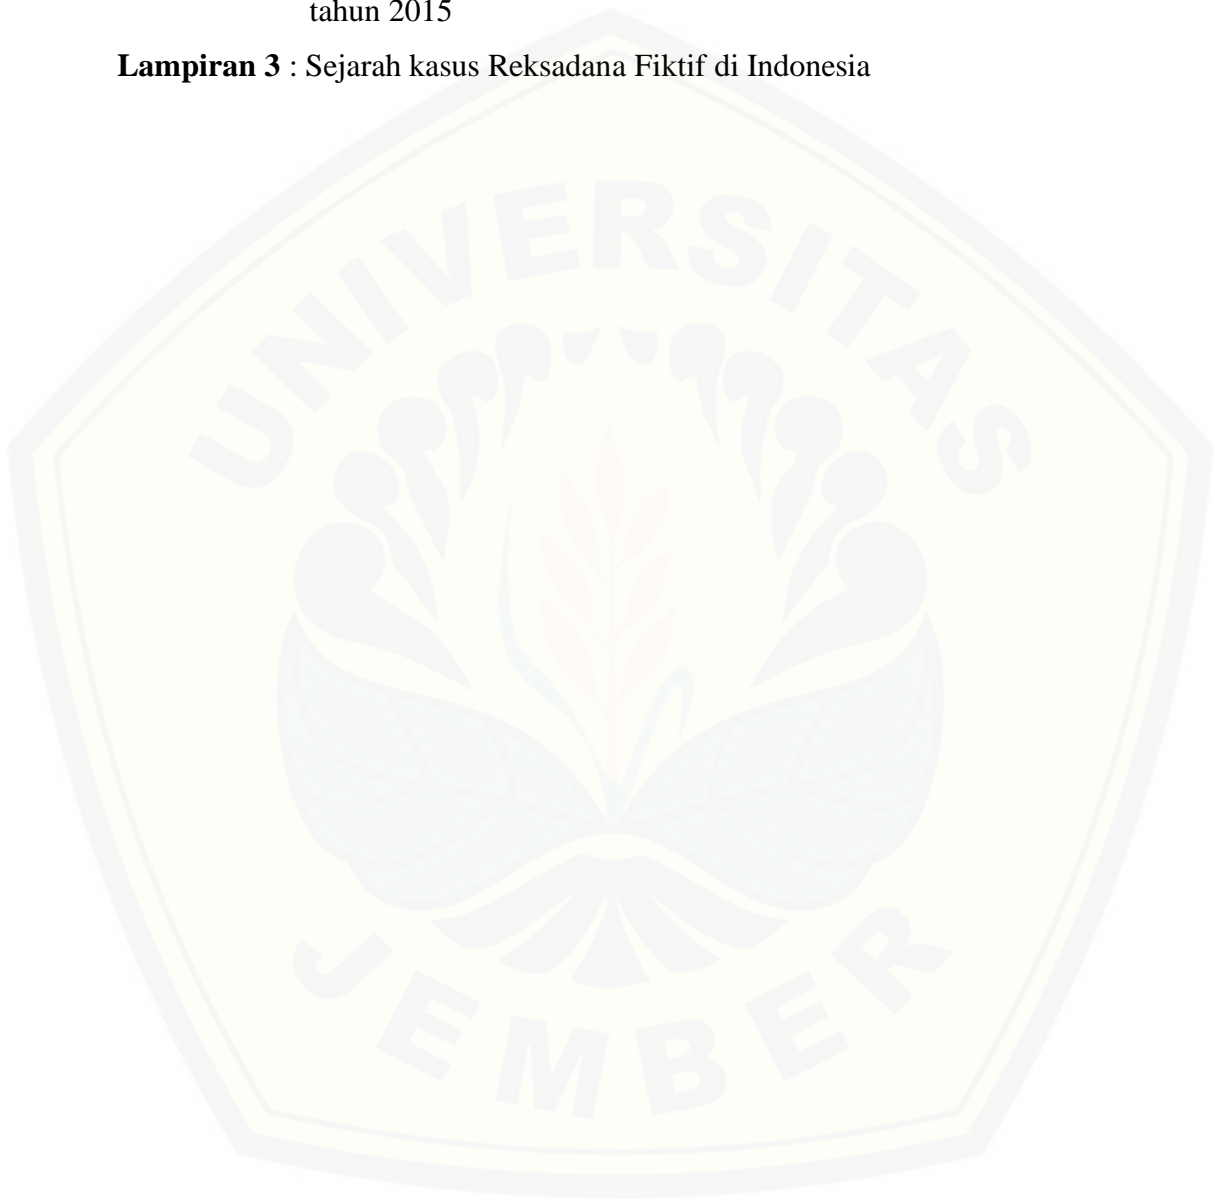 tahun 2015
Lampiran 3 : Sejarah kasus Reksadana Fiktif di Indonesia
UNIVERSITAS
JEMBER